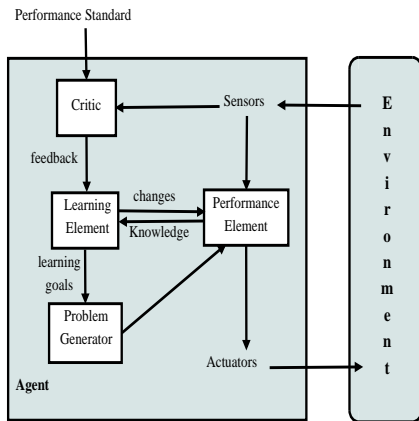 Performance Standard
Critic
Sensors
feedback
Learning
Element
changes
Knowledge
Performance
Element
learning
goals
Problem
Generator
Actuators
Agent
E
n
v
i
r
o
n
m
e
n
t